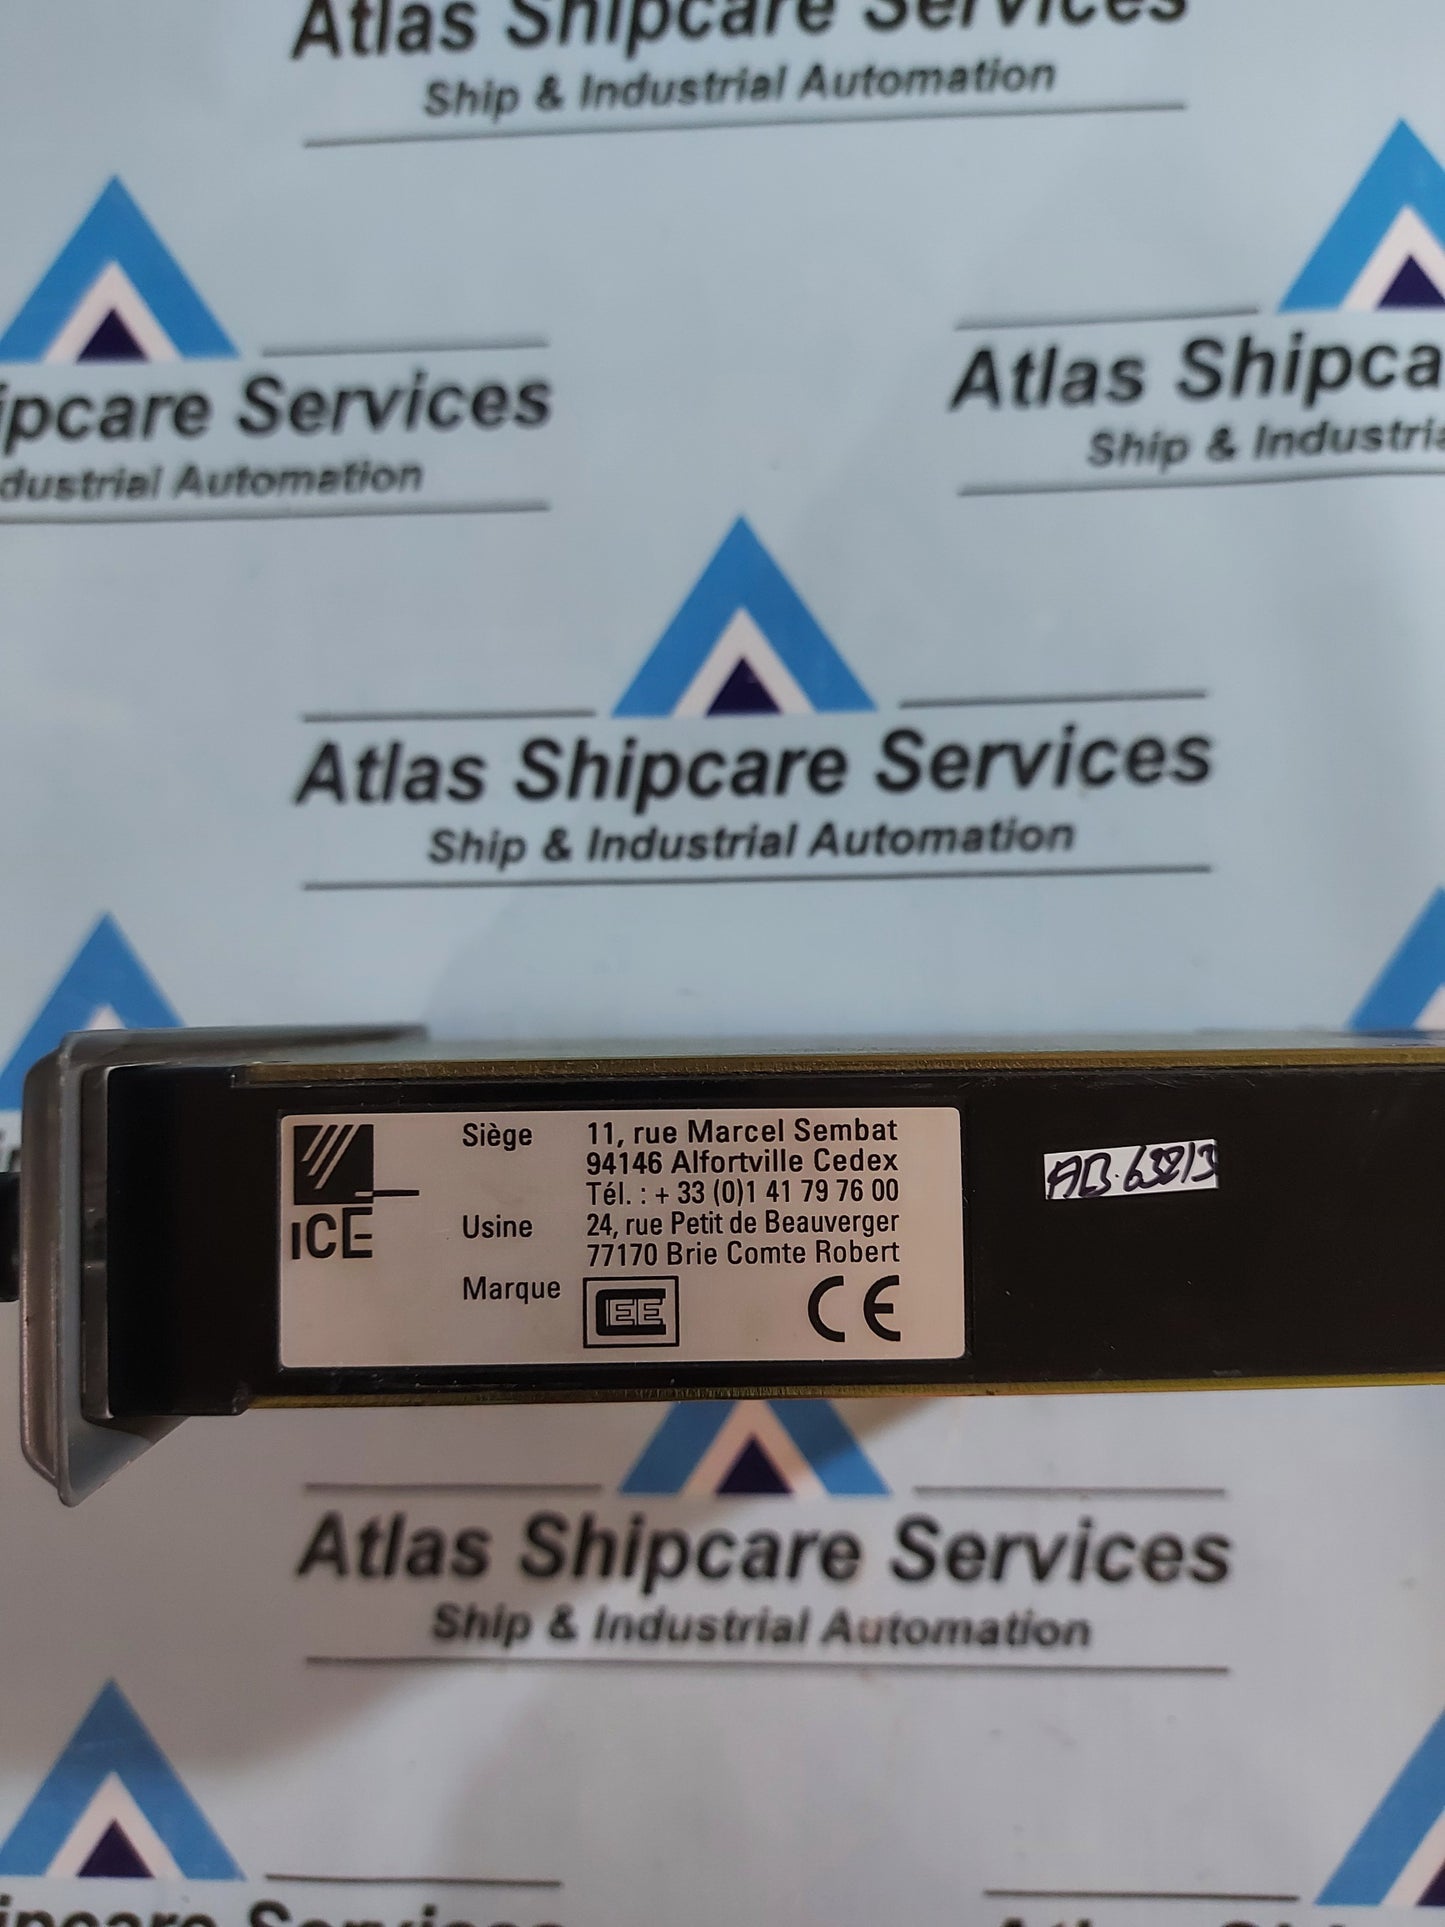 Atlas Shipcare Services
Ship & Industrial Automation
Atlas Shipca
Ship & Industri
ipcare Services
dustrial Automation
Atlas Shipcare Services
Ship & Industrial Automation
Siège 11, rue Marcel Sembat
94146 Alfortville Cedex
Tél. : + 33 (0)1 41 79 76 00
Usine 24, rue Petit de Beauverger
77170 Brie Comte Robert
Marque CEE CE
ICE
Atlas Shipcare Services
Ship & Industrial Automation